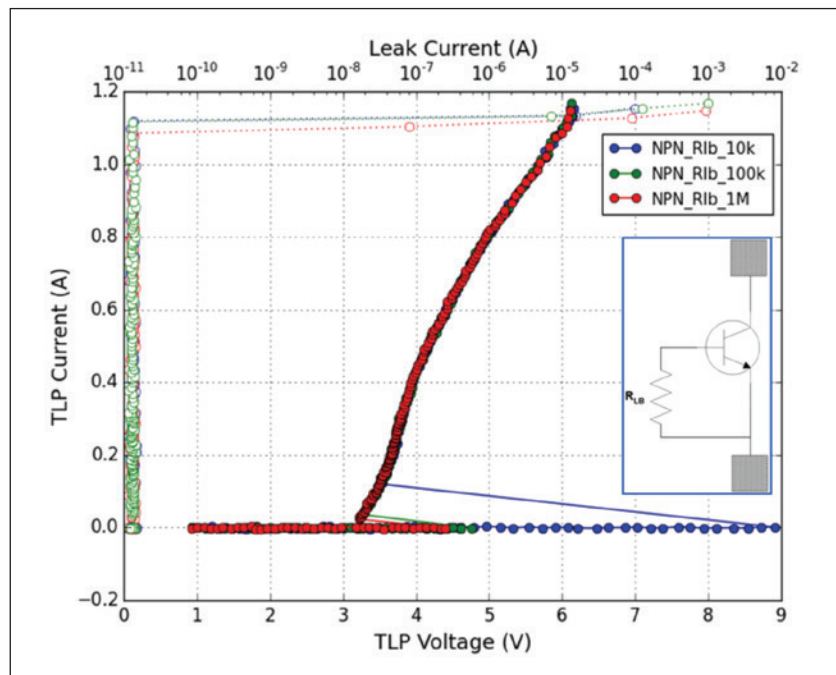 Leak Current (A)
10-11 10-10 10-9 10-8 10-7 10-6 10-5 10-4 10-3 10-2
1.2
1.0
0.8
0.6
0.4
0.2
0.0
−0.2
TLP Current (A)
NPN_Rlb_10k
NPN_Rlb_100k
NPN_Rlb_1M
RLB
0 1 2 3 4 5 6 7 8 9
TLP Voltage (V)